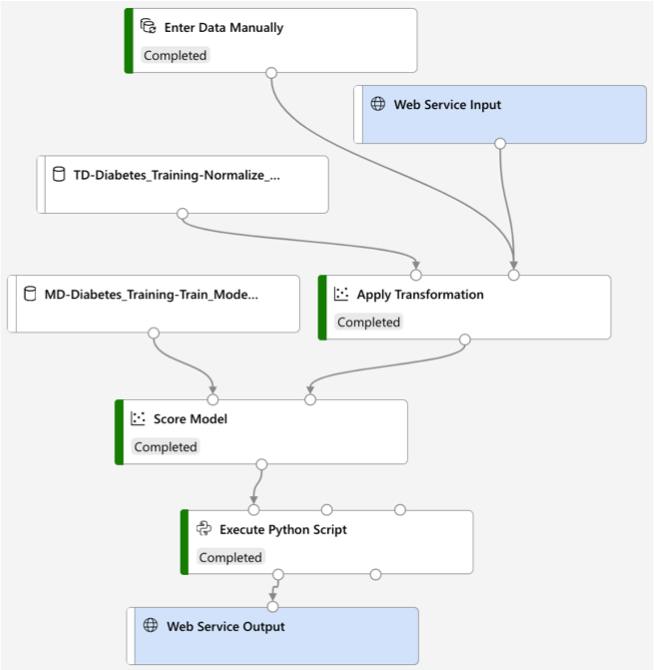 Enter Data Manually
Completed
Web Service Input
TD-Diabetes_Training-Normalize_...
MD-Diabetes_Training-Train_Mode...
Apply Transformation
Completed
Score Model
Completed
Execute Python Script
Completed
Web Service Output